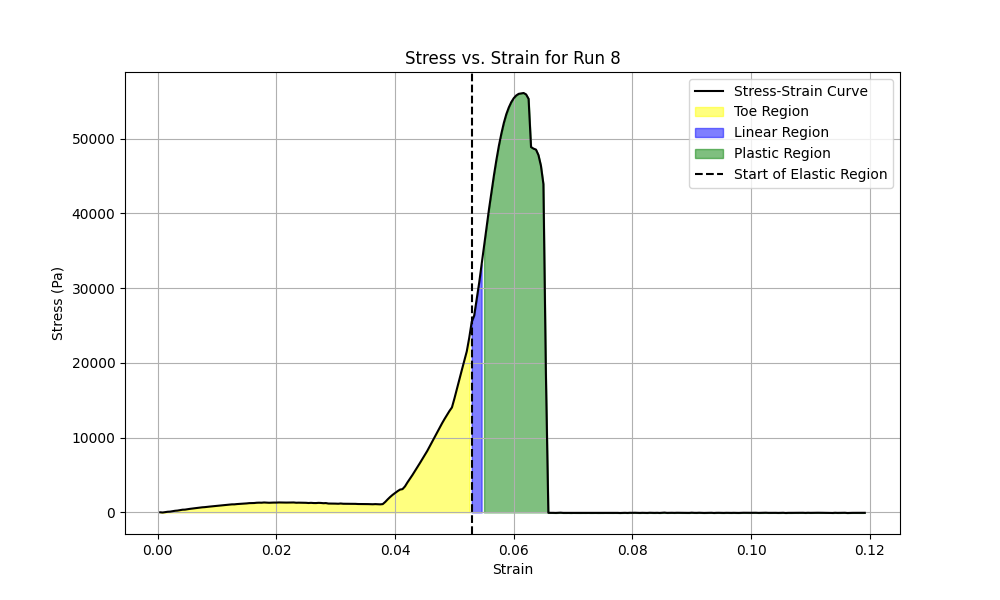 Stress vs. Strain for Run 8
Stress-Strain Curve
Toe Region
Linear Region
Plastic Region
Start of Elastic Region
Stress (Pa)
50000
40000
30000
20000
10000
0
0.00 0.02 0.04 0.06 0.08 0.10 0.12
Strain